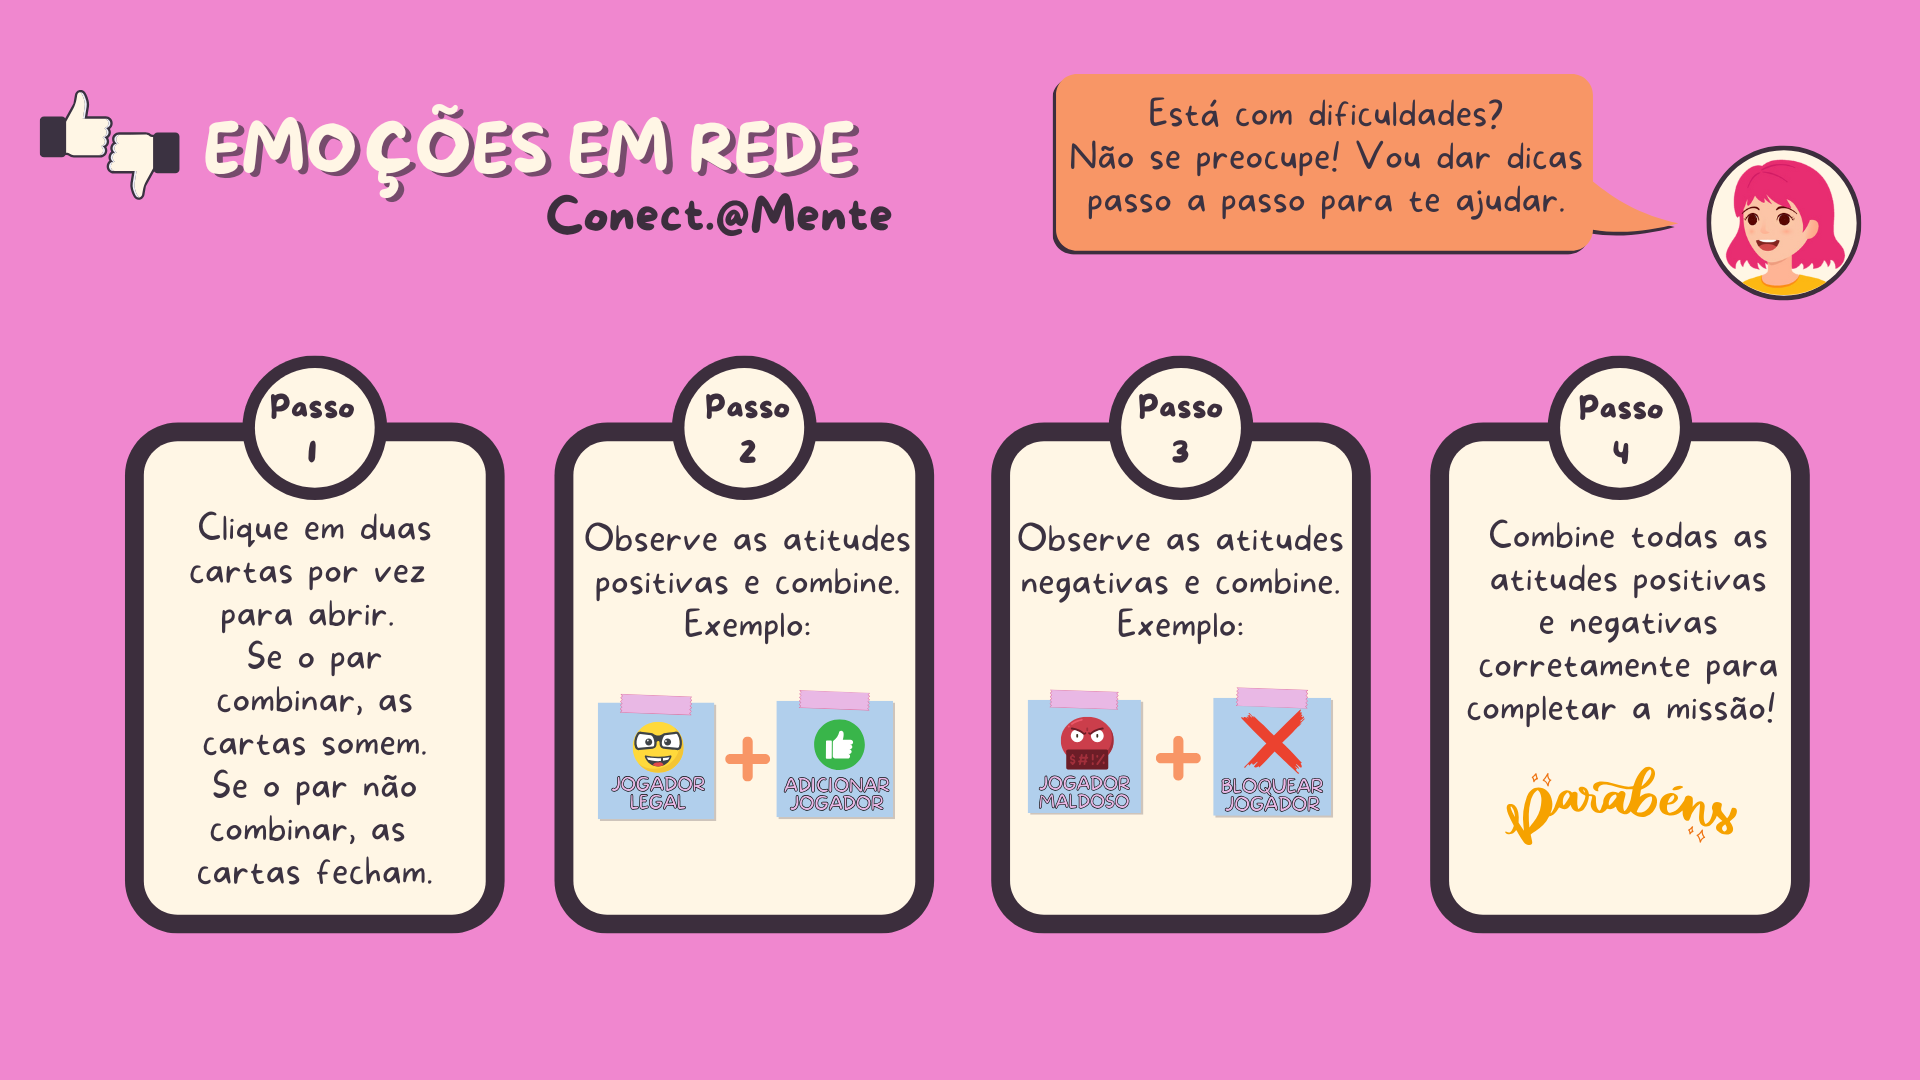 EMOÇÕES EM REDE
Conect.@Mente
Está com dificuldades?
Não se preocupe! Vou dar dicas
passo a passo para te ajudar.
Passo
1
Clique em duas
cartas por vez
para abrir.
Se o par
combinar, as
cartas somem.
Se o par não
combinar, as
cartas fecham.
Passo
2
Observe as atitudes
positivas e combine.
Exemplo:
JOGADOR
LEGAL
+
ADICIONAR
JOGADOR
Passo
3
Observe as atitudes
negativas e combine.
Exemplo:
$#!%
JOGADOR
MALDOSO
+
BLOQUEAR
JOGADOR
Passo
4
Combine todas as
atitudes positivas
e negativas
corretamente para
completar a missão!
Parabéns